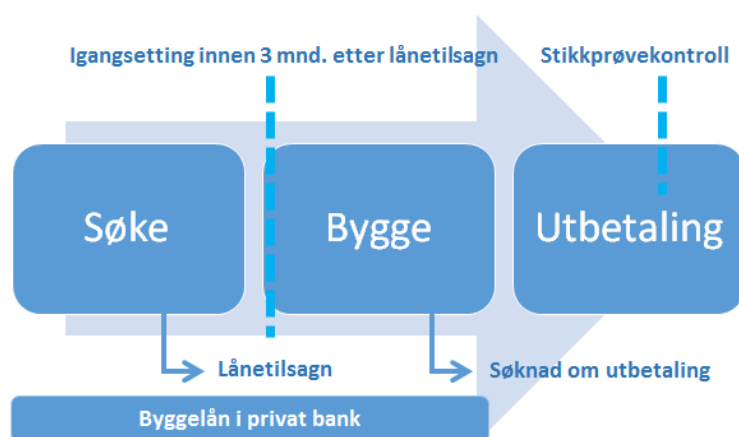 Igangsetting innen 3 mnd. etter lånetilsagn
Stikkprøvekontroll
Søke
Bygge
Utbetaling
Lånetilsagn
Søknad om utbetaling
Byggelån i privat bank